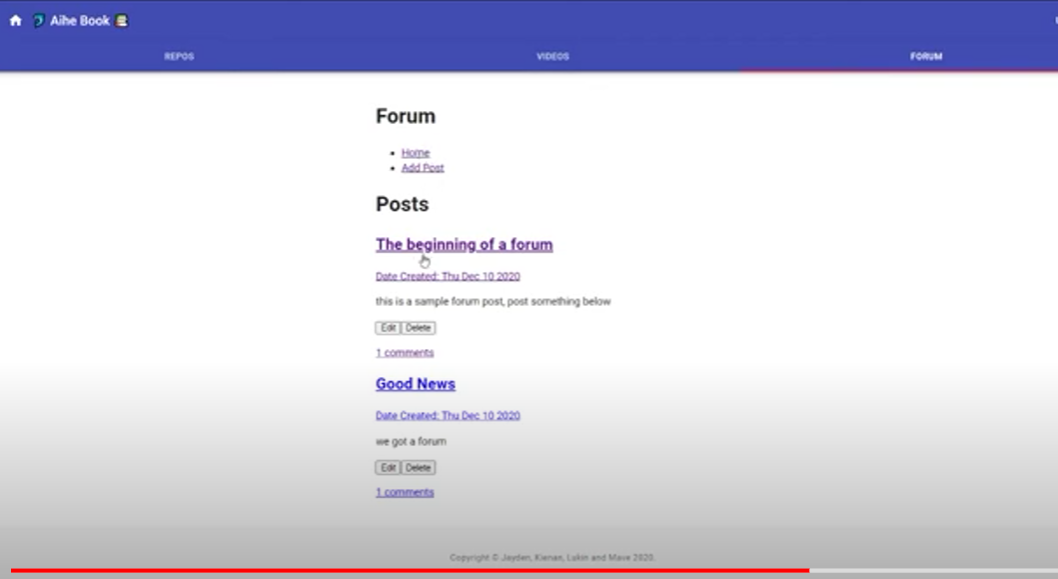 Aihe Book
REPOS
VIDEOS
FORUM
Forum
Home
Add Post
Posts
The beginning of a forum
Date Created: Thu Dec 10 2020
this is a sample forum post, post something below
Edit Delete
1 comments
Good News
Date Created: Thu Dec 10 2020
we got a forum
Edit Delete
1 comments
Copyright © Jayden, Kienan, Lukin and Mave 2020.